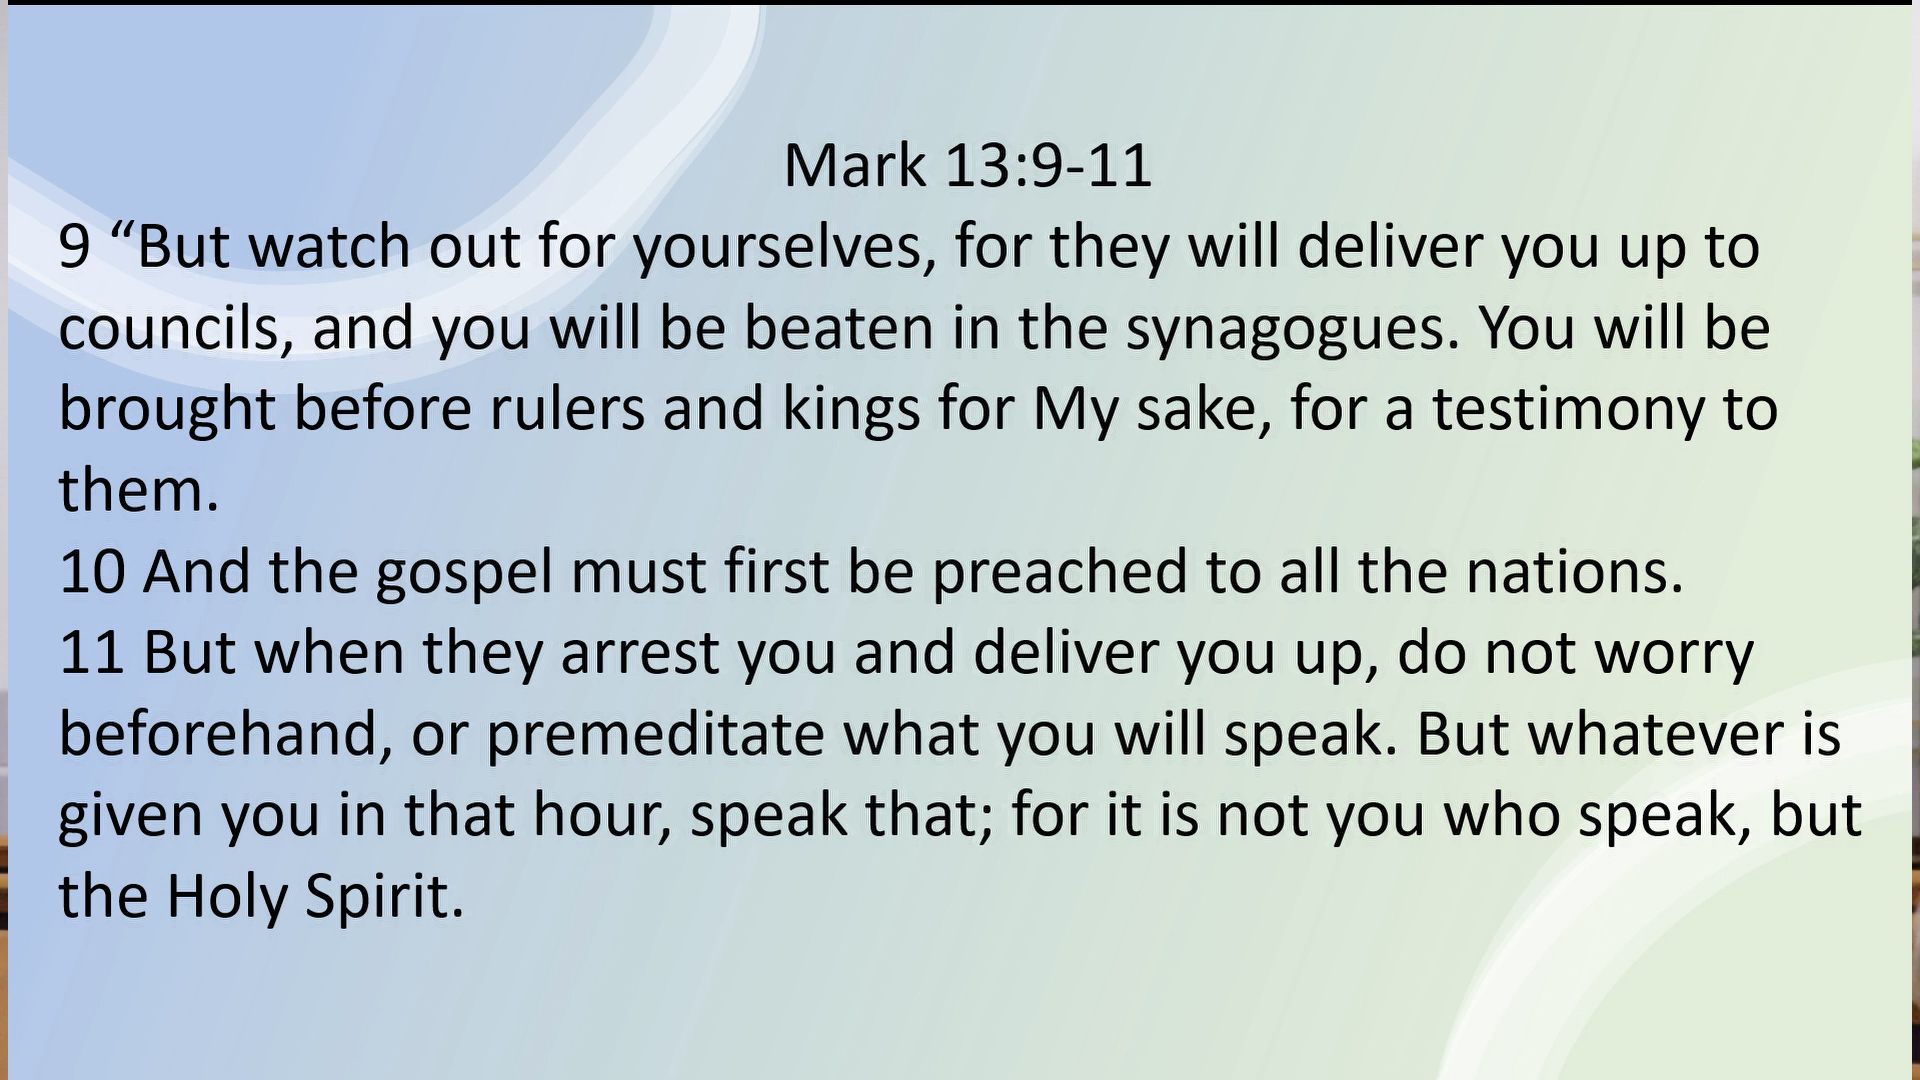 Mark 13:9-11
9 “But watch out for yourselves, for they will deliver you up to
councils, and you will be beaten in the synagogues. You will be
brought before rulers and kings for My sake, for a testimony to
them.
10 And the gospel must first be preached to all the nations.
11 But when they arrest you and deliver you up, do not worry
beforehand, or premeditate what you will speak. But whatever is
given you in that hour, speak that; for it is not you who speak, but
the Holy Spirit.